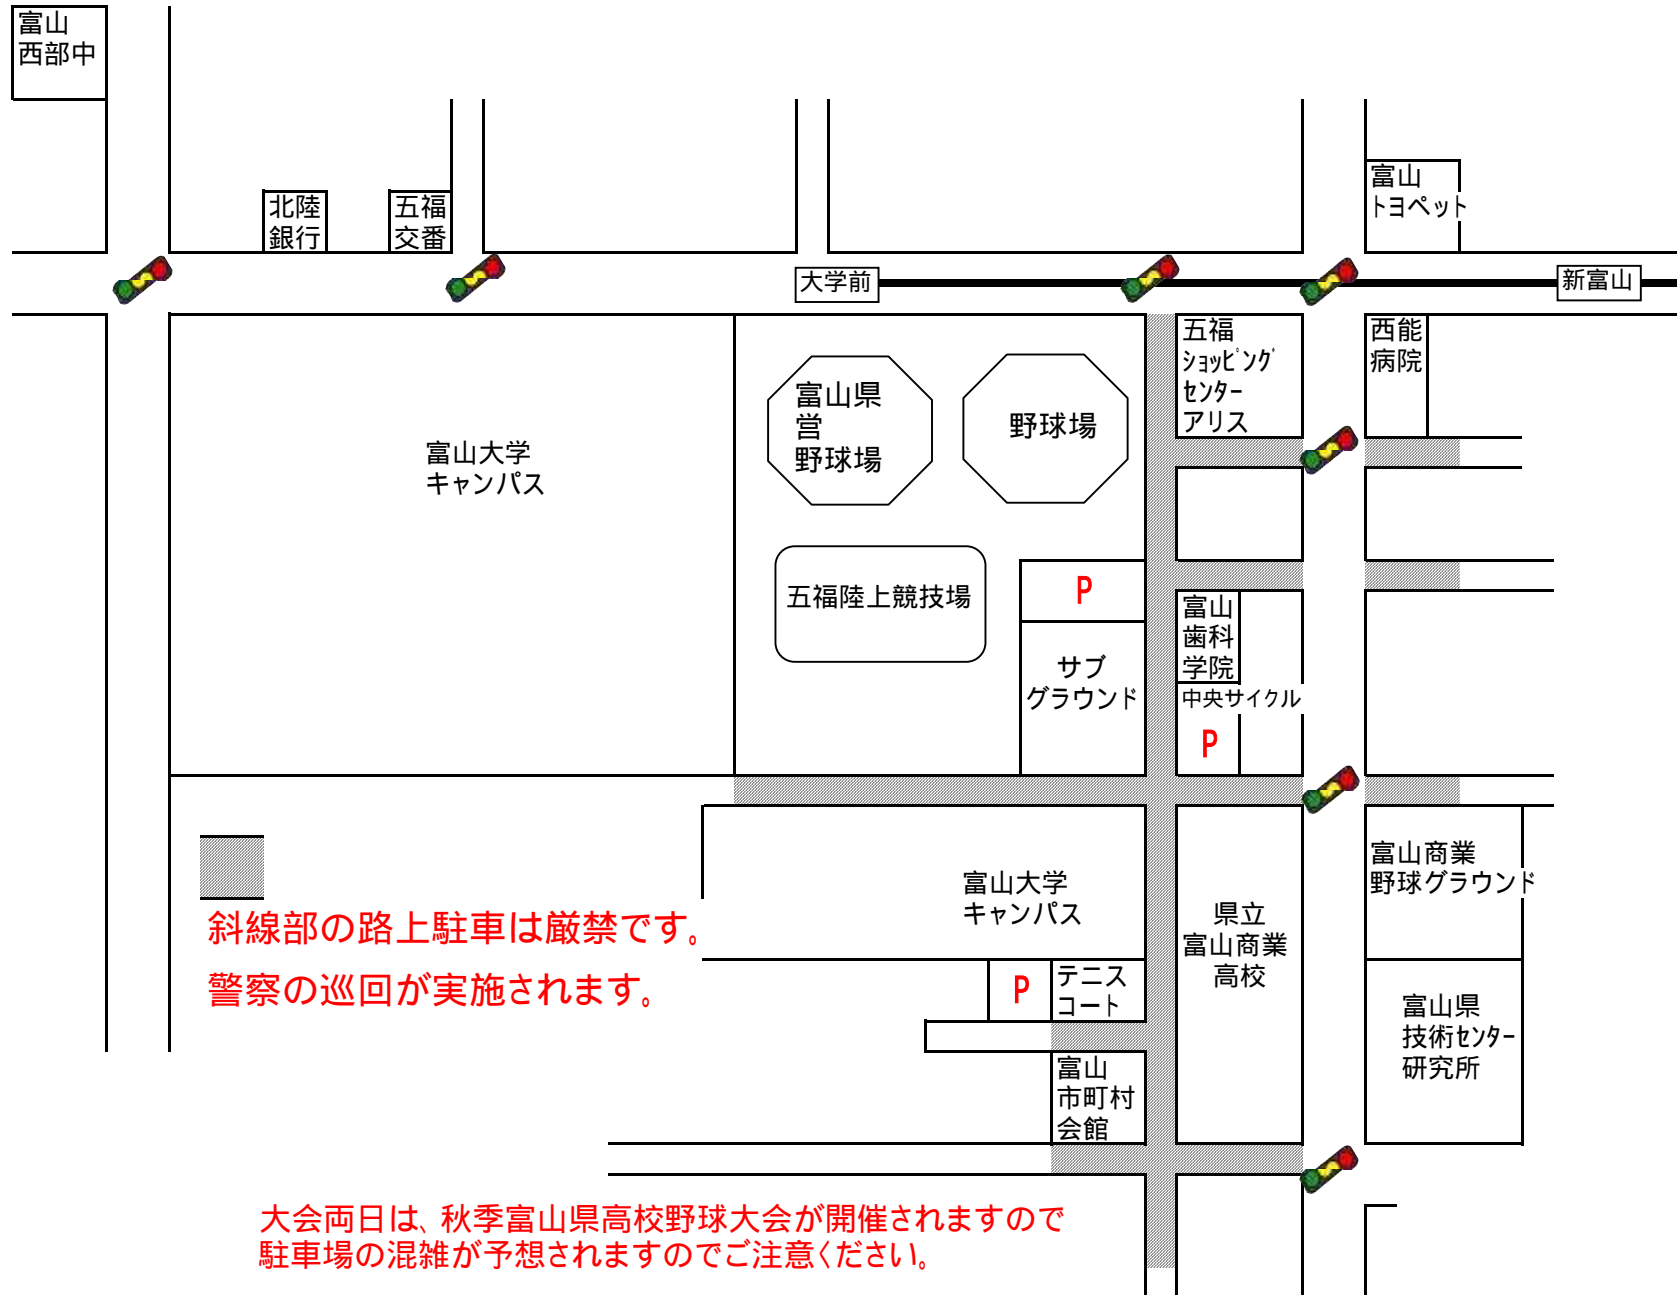 富山
西部中
北陸
銀行
五福
交番
富山
トヨペット
大学前
新富山
五福
ショッピング
センター
アリス
西能
病院
富山県
営
野球場
野球場
富山大学
キャンパス
五福陸上競技場
P
富山
歯科
学院
サブ
グラウンド
中央サイクル
P
富山商業
野球グラウンド
富山大学
キャンパス
県立
富山商業
高校
斜線部の路上駐車は厳禁です。
警察の巡回が実施されます。
P
テニス
コート
富山県
技術センター
研究所
富山
市町村
会館
大会両日は、秋季富山県高校野球大会が開催されますので
駐車場の混雑が予想されますのでご注意ください。